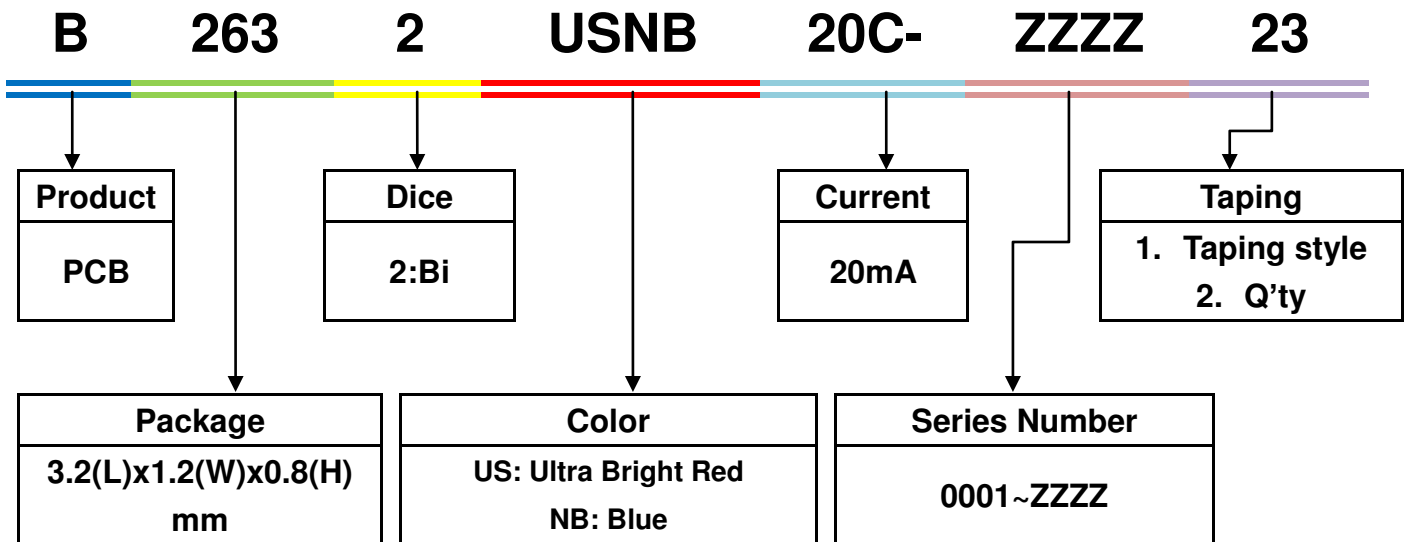 B 263 2 USNB 20C- ZZZZ 23
Product
PCB
Dice
2:Bi
Current
20mA
Taping
1. Taping style
2. Q’ty
Package
3.2(L)x1.2(W)x0.8(H)
mm
Color
US: Ultra Bright Red
NB: Blue
Series Number
0001~ZZZZ